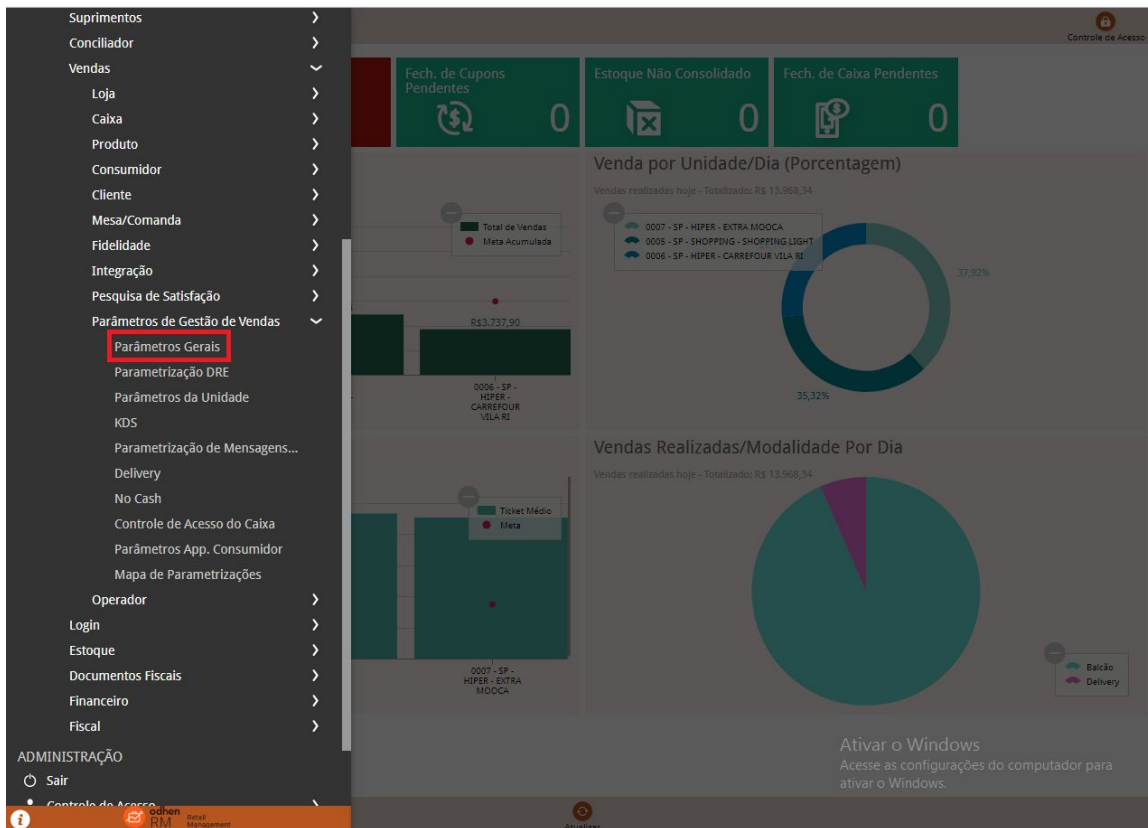 Suprimentos
Conciliador
Vendas
Loja
Caixa
Produto
Consumidor
Cliente
Mesa/Comanda
Fidelidade
Integração
Pesquisa de Satisfação
Parâmetros de Gestão de Vendas
Parâmetros Gerais
Parametrização DRE
Parâmetros da Unidade
KDS
Parametrização de Mensagens...
Delivery
No Cash
Controle de Acesso do Caixa
Parâmetros App. Consumidor
Mapa de Parametrizações
Operador
Login
Estoque
Documentos Fiscais
Financeiro
Fiscal
ADMINISTRAÇÃO
Sair
Controle de Acesso
odhen
RM
Retail
Management
Controle de Acesso
Fech. de Cupons
Pendentes
0
Estoque Não Consolidado
0
Fech. de Caixa Pendentes
0
Total de Vendas
Meta Acumulada
R$3.737,90
0006 - SP -
HIPER -
CARREFOUR
VILA RI
Venda por Unidade/Dia (Porcentagem)
Vendas realizadas hoje - Totalizado: R$ 13.968,34
0007 - SP - HIPER - EXTRA MOOCA
0005 - SP - SHOPPING - SHOPPING LIGHT
0006 - SP - HIPER - CARREFOUR VILA RI
37,92%
35,32%
Ticket Médio
Meta
0007 - SP -
HIPER - EXTRA
MOOCA
Vendas Realizadas/Modalidade Por Dia
Vendas realizadas hoje - Totalizado: R$ 13.968,34
Balcão
Delivery
Ativar o Windows
Acesse as configurações do computador para
ativar o Windows.
Atualizar